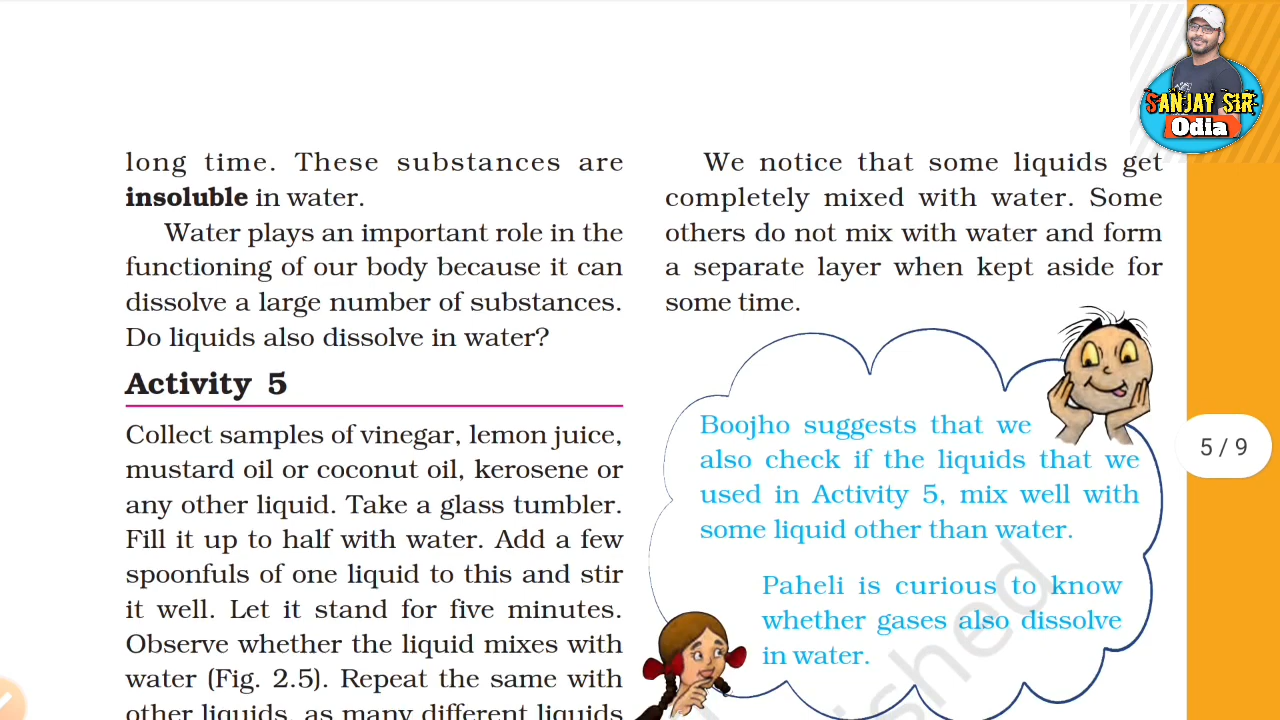 SANJAY SIR
Odia
long time. These substances are
insoluble in water.
Water plays an important role in the
functioning of our body because it can
dissolve a large number of substances.
Do liquids also dissolve in water?
Activity 5
Collect samples of vinegar, lemon juice,
mustard oil or coconut oil, kerosene or
any other liquid. Take a glass tumbler.
Fill it up to half with water. Add a few
spoonfuls of one liquid to this and stir
it well. Let it stand for five minutes.
Observe whether the liquid mixes with
water (Fig. 2.5). Repeat the same with
other liquids, as many different liquids
We notice that some liquids get
completely mixed with water. Some
others do not mix with water and form
a separate layer when kept aside for
some time.
Boojho suggests that we
also check if the liquids that we
used in Activity 5, mix well with
some liquid other than water.
Paheli is curious to know
whether gases also dissolve
in water.
5 / 9